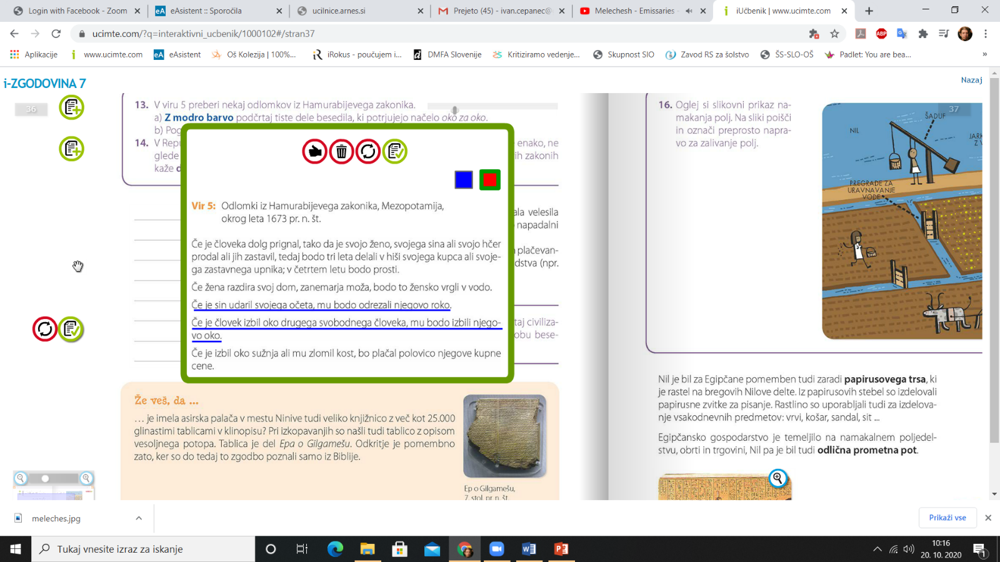 Login with Facebook - Zoom
eAsistent :: Sporočila
ucilnice.arnes.si
Prejeto (45) - ivan.cepanec@
Melechesh - Emissaries -
iUčbenik | www.ucimte.com
ucimte.com/?q=interaktivni_ucbenik/1000102#/stran37
ABP
Aplikacije
www.ucimte.com
eA eAsistent
Oš Kolezija | 100%...
iRokus - poučujem i...
DMFA Slovenije
Kritiziramo vedenje...
Skupnost SIO
Zavod RS za šolstvo
ŠS-SLO-OŠ
Padlet: You are bea...
»
i-ZGODOVINA 7
Nazaj
36
13. V viru 5 preberi nekaj odlomkov iz Hamurabijevega zakonika.
a) Z modro barvo podčrtaj tiste dele besedila, ki potrjujejo načelo oko za oko.
b) Pog
14. V Repu
enako, ne
glede
ih zakonih
kaže d
ala velesila
napadalni
plačevan-
dstva (npr.
taj civiliza-
obu bese-
Vir 5: Odlomki iz Hamurabijevega zakonika, Mezopotamija,
okrog leta 1673 pr. n. št.
Če je človeka dolg prignal, tako da je svojo ženo, svojega sina ali svojo hčer
prodal ali jih zastavil, tedaj bodo tri leta delali v hiši svojega kupca ali svoje-
ga zastavnega upnika; v četrtem letu bodo prosti.
Če žena razdira svoj dom, zanemarja moža, bodo to žensko vrgli v vodo.
Če je sin udaril svojega očeta, mu bodo odrezali njegovo roko.
Če je človek izbil oko drugega svobodnega človeka, mu bodo izbili njego-
vo oko.
Če je izbil oko sužnja ali mu zlomil kost, bo plačal polovico njegove kupne
cene.
Že veš, da ...
... je imela asirska palača v mestu Ninive tudi veliko knjižnico z več kot 25.000
glinastimi tablicami v klinopisu? Pri izkopavanjih so našli tudi tablico z opisom
vesoljnega potopa. Tablica je del Epa o Gilgamešu. Odkritje je pomembno
zato, ker so do tedaj to zgodbo poznali samo iz Biblije.
Ep o Gilgamešu,
7. stol. pr. n. št.
37
16. Oglej si slikovni prikaz na-
makanja polj. Na sliki poišči
in označi preprosto napra-
vo za zalivanje polj.
NIL
ŠADUF
JARK
Z V
PREGRADE ZA
URAVNAVANJE
VODE
Nil je bil za Egipčane pomemben tudi zaradi papirusovega trsa, ki
je rastel na bregovih Nilove delte. Iz papirusovih stebel so izdelovali
papirusne zvitke za pisanje. Rastlino so uporabljali tudi za izdelova-
nje vsakodnevnih predmetov: vrvi, košar, sandal, sit ...
Egipčansko gospodarstvo je temeljilo na namakalnem poljedel-
stvu, obrti in trgovini, Nil pa je bil tudi odlična prometna pot.
meleches.jpg
Prikaži vse
Tukaj vnesite izraz za iskanje
10:16
20. 10. 2020
1